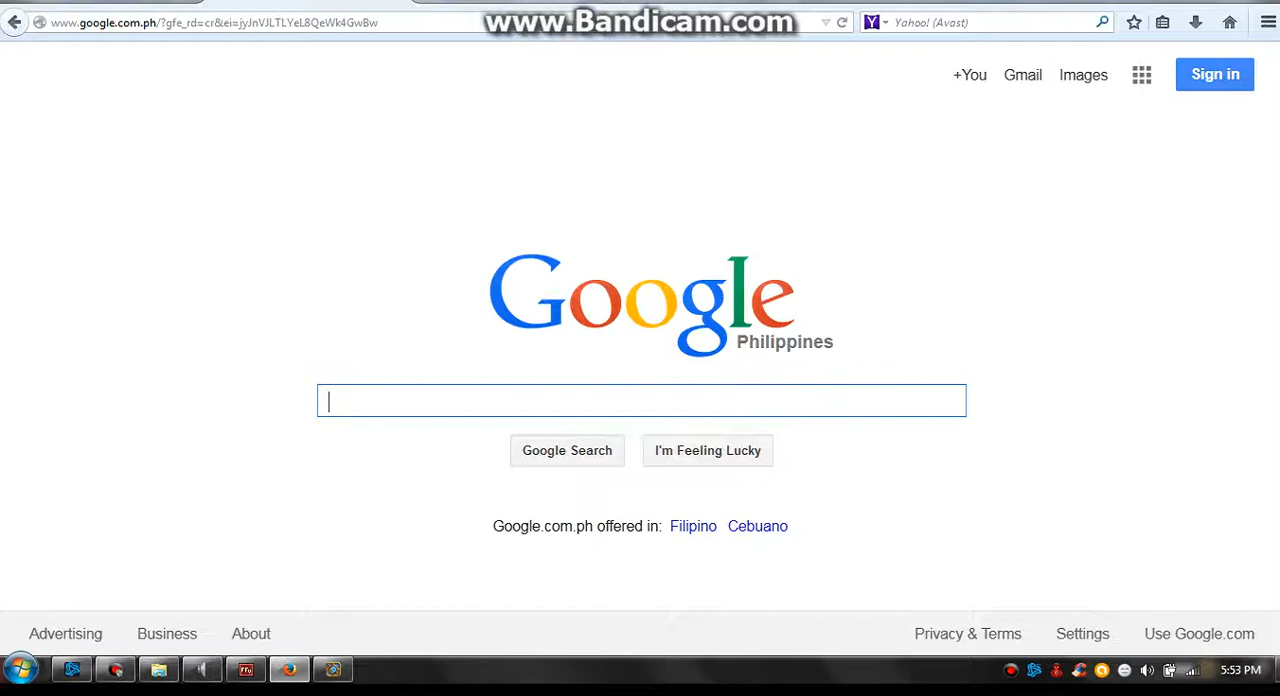 www.google.com.ph/?gfe_rd=cr&ei=jyJnVJLTLYeL8QeWk4GwBw
www.Bandicam.com
Y Yahoo! (Avast)
+You Gmail Images Sign in
Google
Philippines
Google Search I'm Feeling Lucky
Google.com.ph offered in: Filipino Cebuano
Advertising Business About Privacy & Terms Settings Use Google.com
5:53 PM